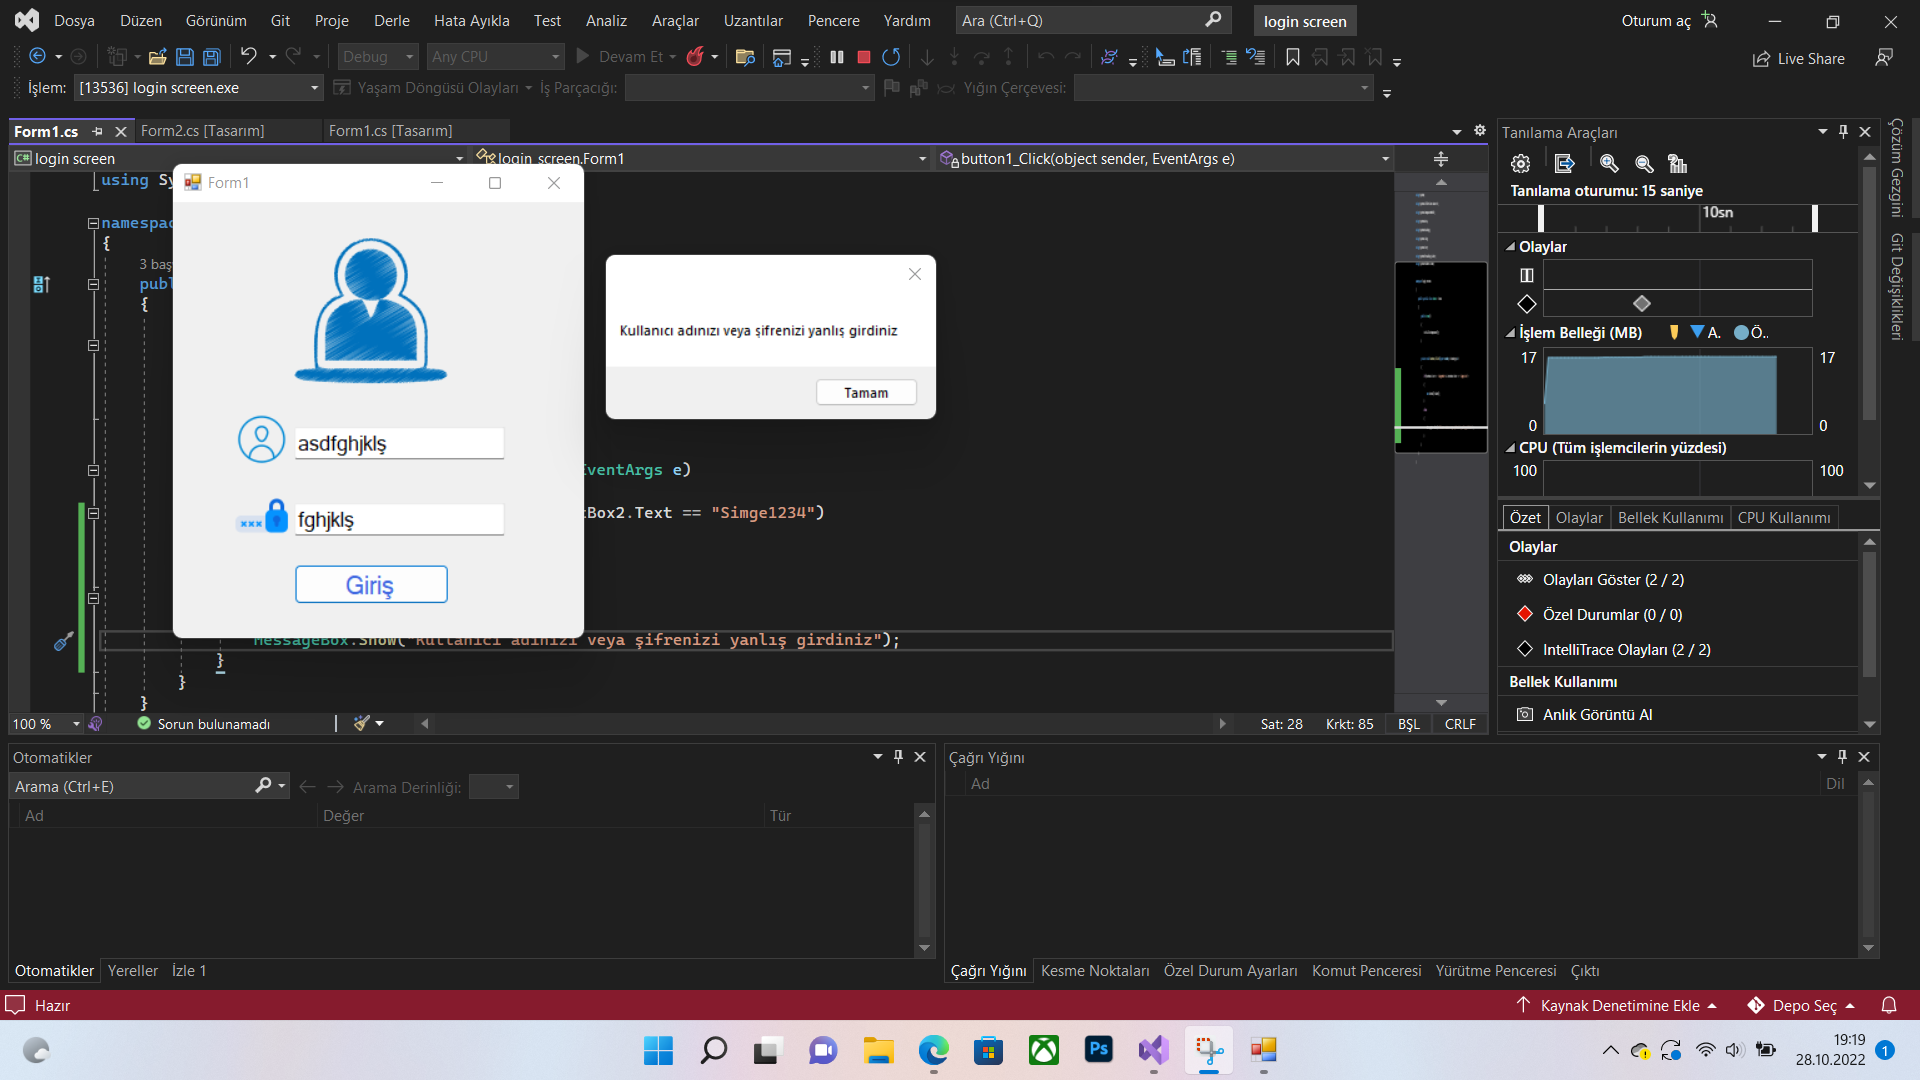 Dosya Düzen Görünüm Git Proje Derle Hata Ayıkla Test Analiz Araçlar Uzantılar Pencere Yardım Ara (Ctrl+Q) login screen Oturum aç
Debug Any CPU Devam Et Live Share
İşlem: [13536] login screen.exe Yaşam Döngüsü Olayları İş Parçacığı: Yığın Çerçevesi:
Form1.cs Form2.cs [Tasarım] Form1.cs [Tasarım]
login screen login_screen.Form1 button1_Click(object sender, EventArgs e)
using Sy
namespac
{
3 baş
publ
{
EventArgs e)
tBox2.Text == "Simge1234")
MessageBox.Show("Kullanıcı adınızı veya şifrenizi yanlış girdiniz");
}
}
}
Form1
asdfghjklş
xxx fghjklş
Giriş
Kullanıcı adınızı veya şifrenizi yanlış girdiniz
Tamam
100 % Sorun bulunamadı Sat: 28 Krkt: 85 BŞL CRLF
Tanılama Araçları
Tanılama oturumu: 15 saniye
10sn
Olaylar
İşlem Belleği (MB) A. Ö..
17 17
0 0
CPU (Tüm işlemcilerin yüzdesi)
100 100
Özet Olaylar Bellek Kullanımı CPU Kullanımı
Olaylar
Olayları Göster (2 / 2)
Özel Durumlar (0 / 0)
IntelliTrace Olayları (2 / 2)
Bellek Kullanımı
Anlık Görüntü Al
Çözüm Gezgini
Git Değişiklikleri
Otomatikler
Arama (Ctrl+E) Arama Derinliği:
Ad Değer Tür
Otomatikler Yereller İzle 1
Çağrı Yığını
Ad Dil
Çağrı Yığını Kesme Noktaları Özel Durum Ayarları Komut Penceresi Yürütme Penceresi Çıktı
Hazır Kaynak Denetimine Ekle Depo Seç
Ps
19:19
28.10.2022 1